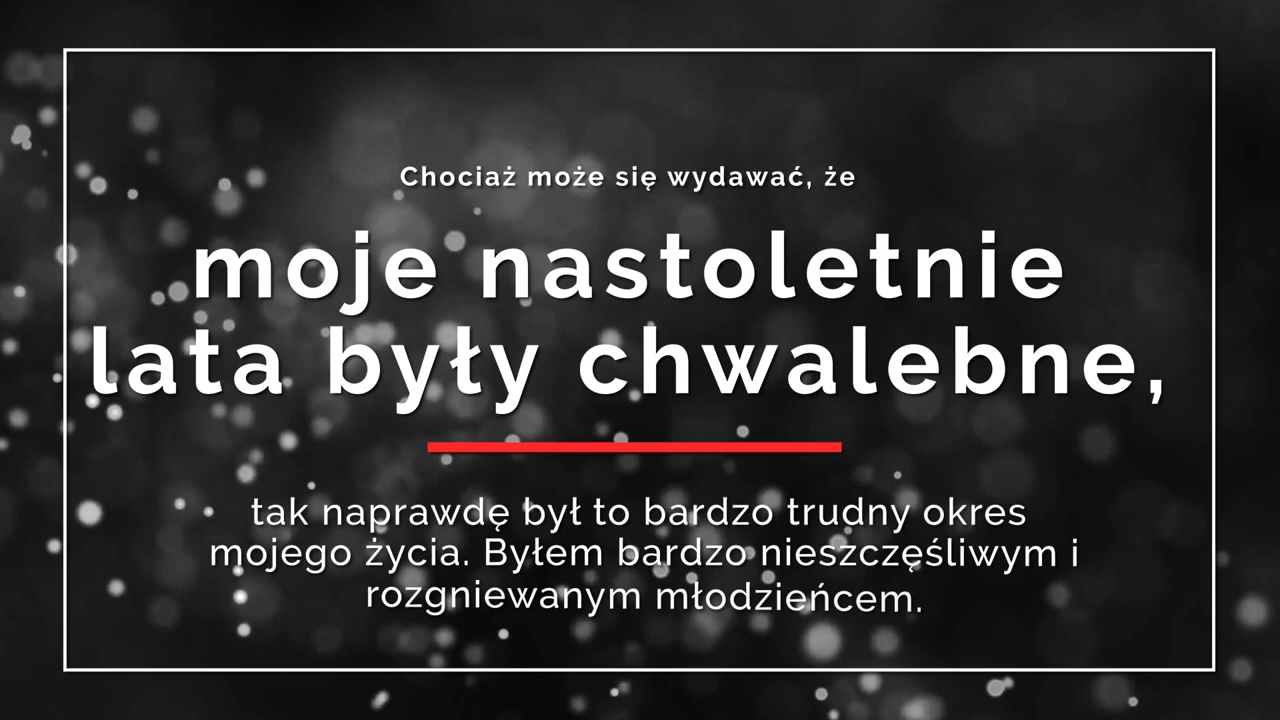 Chociaż może się wydawać, że
moje nastoletnie
lata były chwalebne,
tak naprawdę był to bardzo trudny okres
mojego życia. Byłem bardzo nieszczęśliwym i
rozgniewanym młodzieńcem.